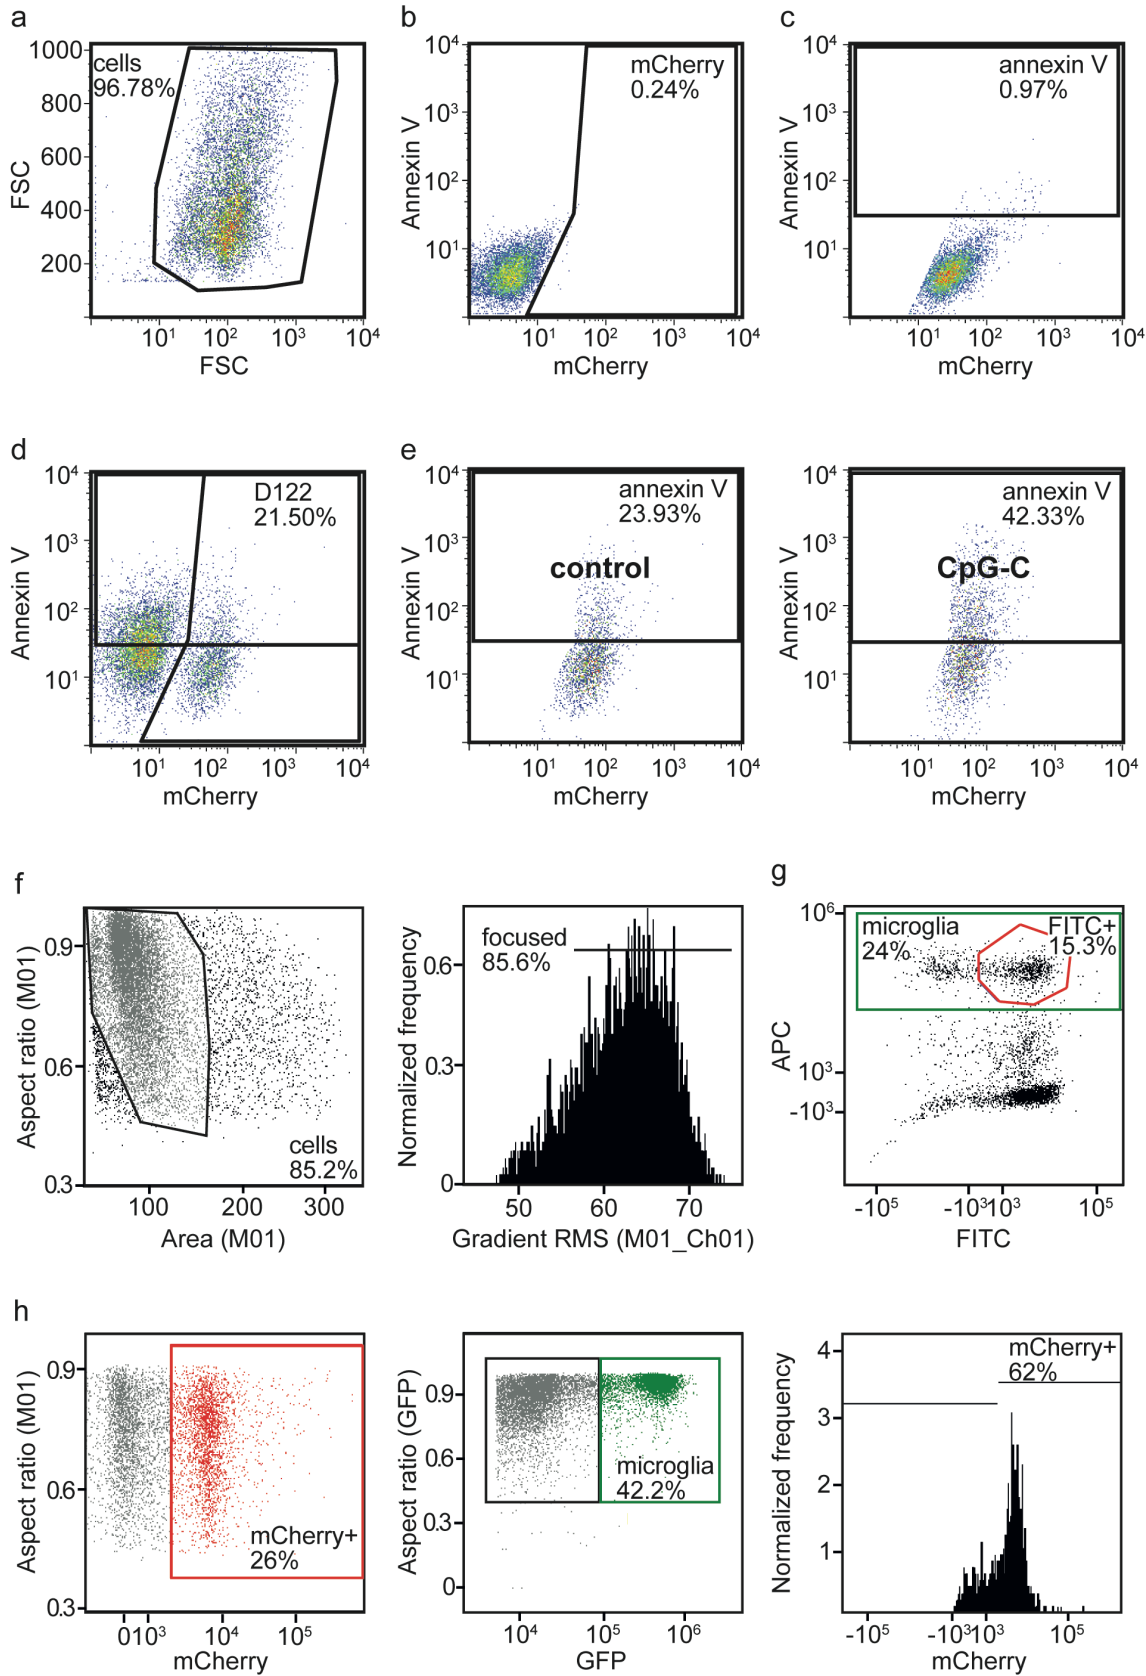 a
1000
800
600
400
200
FSC
cells
96.78%
10¹
10²
10³
10⁴
FSC
b
10⁴
10³
10²
10¹
Annexin V
mCherry
0.24%
10¹
10²
10³
10⁴
mCherry
c
10⁴
10³
10²
10¹
Annexin V
annexin V
0.97%
10¹
10²
10³
10⁴
mCherry
d
10⁴
10³
10²
10¹
Annexin V
D122
21.50%
10¹
10²
10³
10⁴
mCherry
e
10⁴
10³
10²
10¹
Annexin V
annexin V
23.93%
control
10¹
10²
10³
10⁴
mCherry
10⁴
10³
10²
10¹
Annexin V
annexin V
42.33%
CpG-C
10¹
10²
10³
10⁴
mCherry
f
0.9
0.6
0.3
Aspect ratio (M01)
cells
85.2%
100
200
300
Area (M01)
0.6
0.3
0
Normalized frequency
focused
85.6%
50
60
70
Gradient RMS (M01_Ch01)
g
10⁶
10³
-10³
APC
microglia
24%
FITC+
15.3%
-10⁵
-10³
10³
10⁵
FITC
h
0.9
0.6
0.3
Aspect ratio (M01)
mCherry+
26%
0
10³
10⁴
10⁵
mCherry
0.9
0.6
0.3
0
Aspect ratio (GFP)
microglia
42.2%
10⁴
10⁵
10⁶
GFP
4
3
2
1
Normalized frequency
mCherry+
62%
-10⁵
-10³
10³
10⁵
mCherry